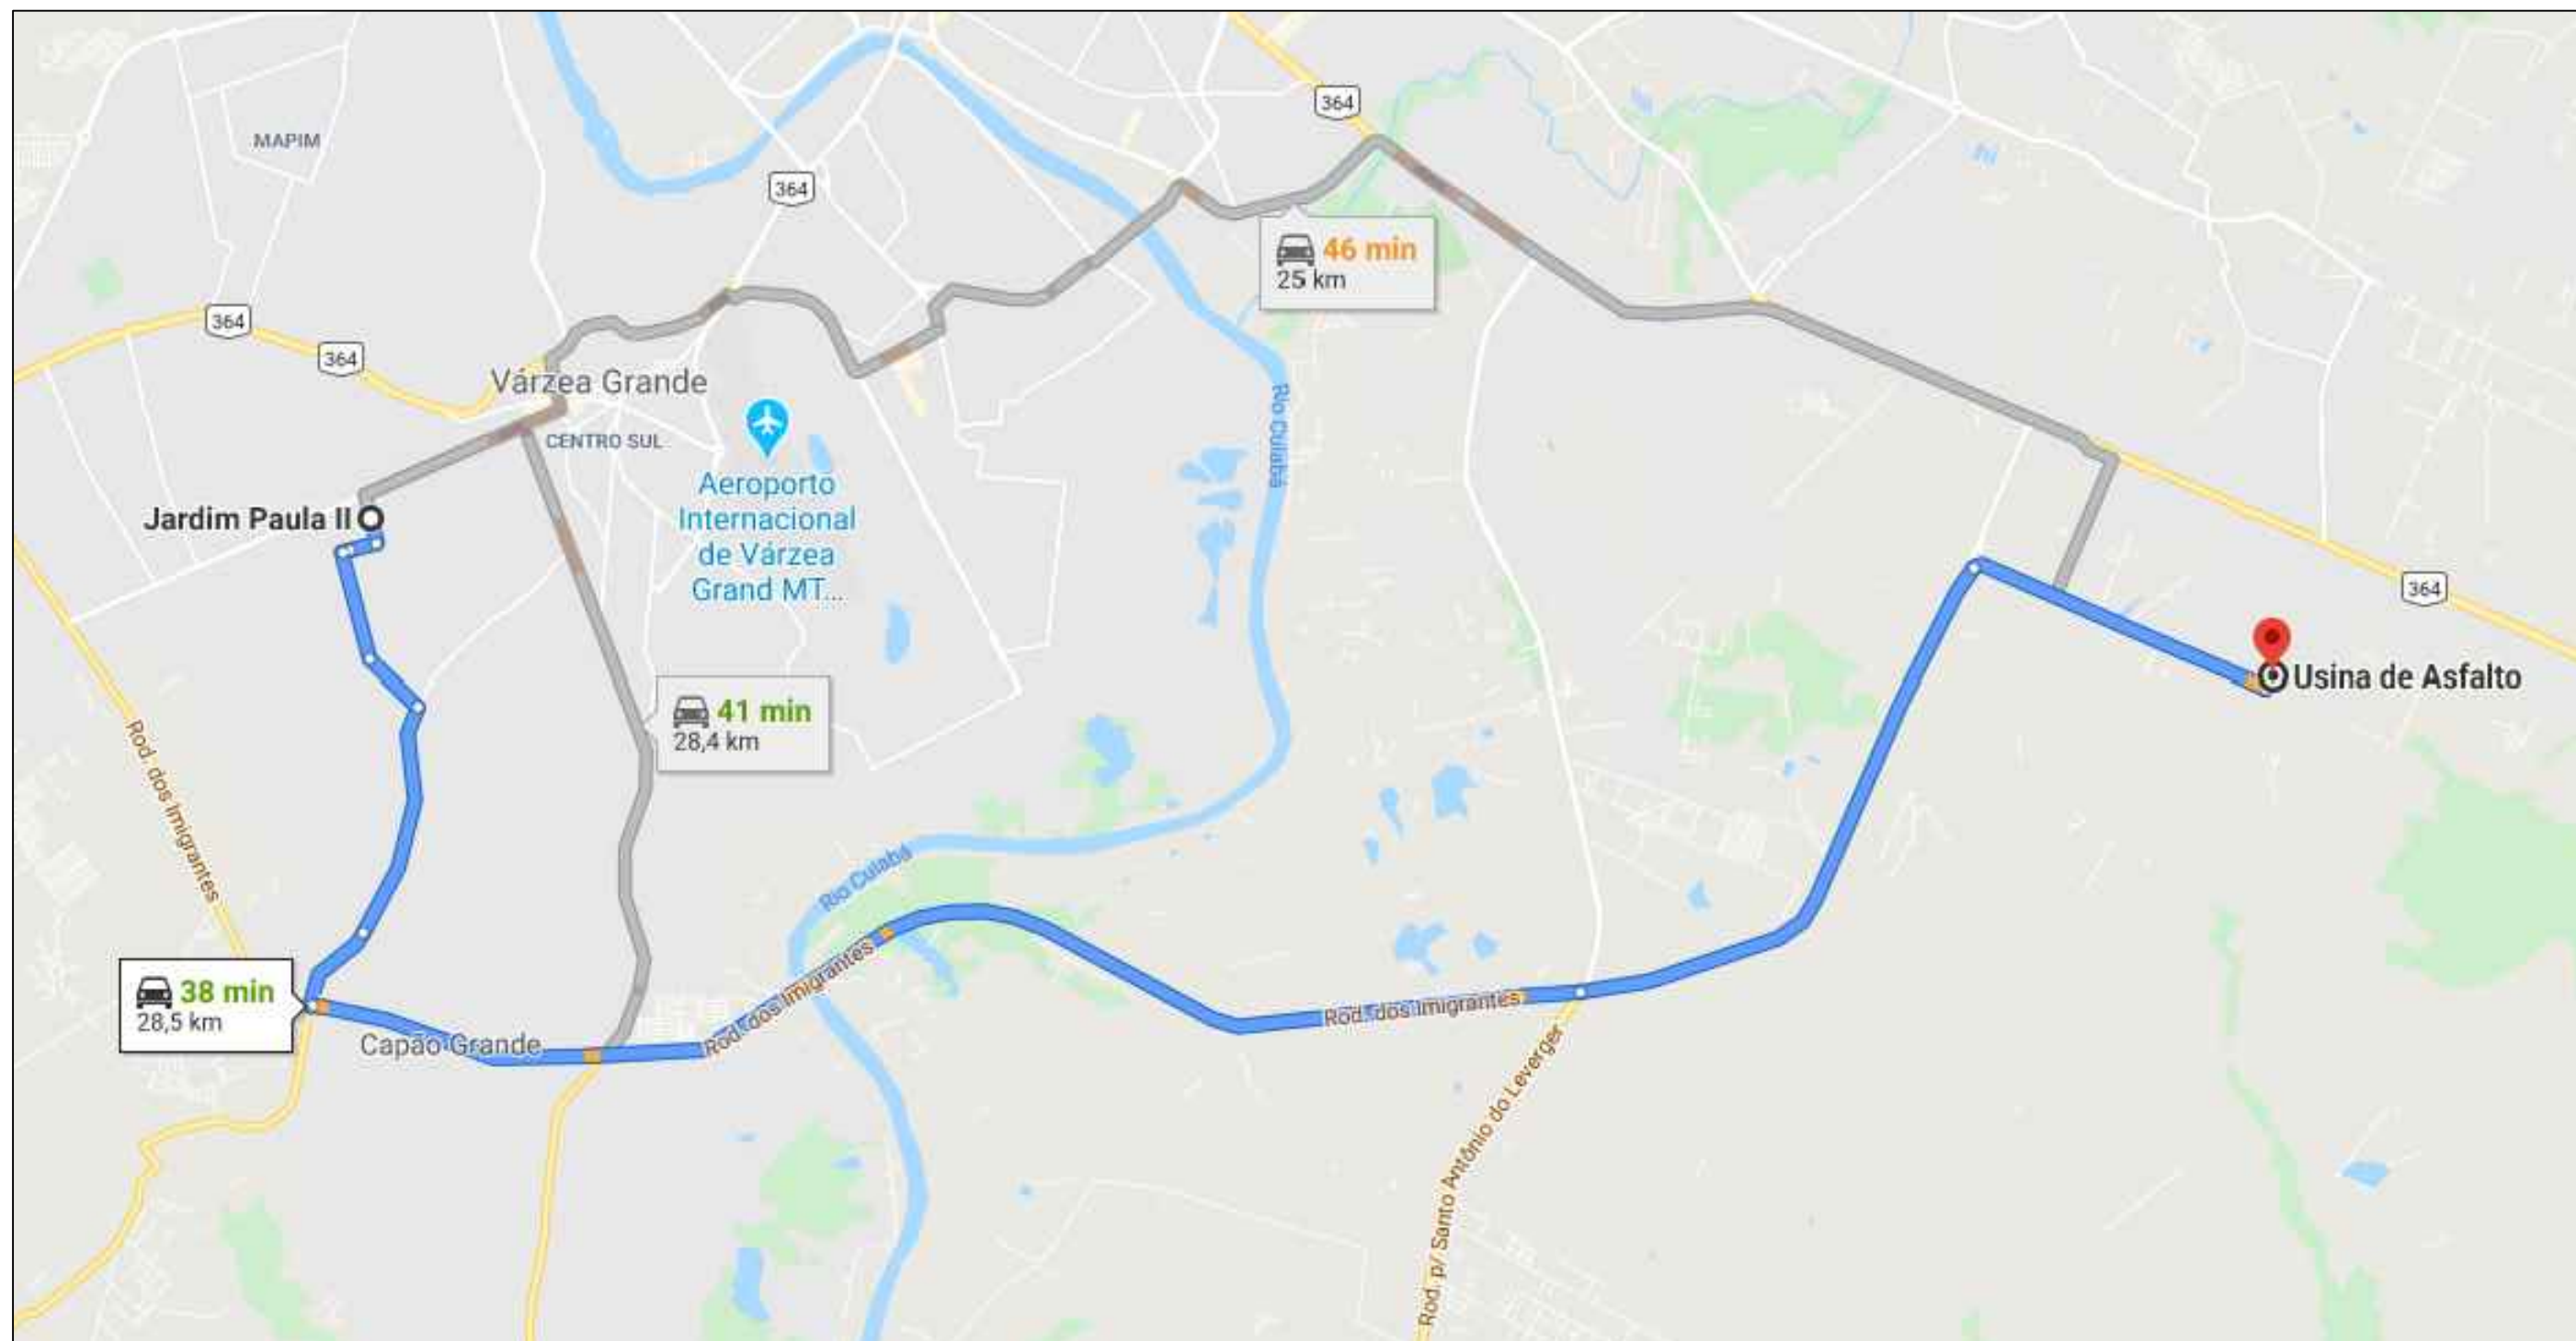 364
MAPIM
364
46 min
25 km
364
364
Várzea Grande
CENTRO SUL
Rio Cuiabá
Aeroporto
Internacional
de Várzea
Grand MT...
Jardim Paula II
364
Usina de Asfalto
41 min
28,4 km
Rod. dos Imigrantes
Rio Cuiabá
38 min
28,5 km
Capão Grande
Rod. dos Imigrantes
Rod. dos Imigrantes
Rod. p/ Santo Antônio do Leverger